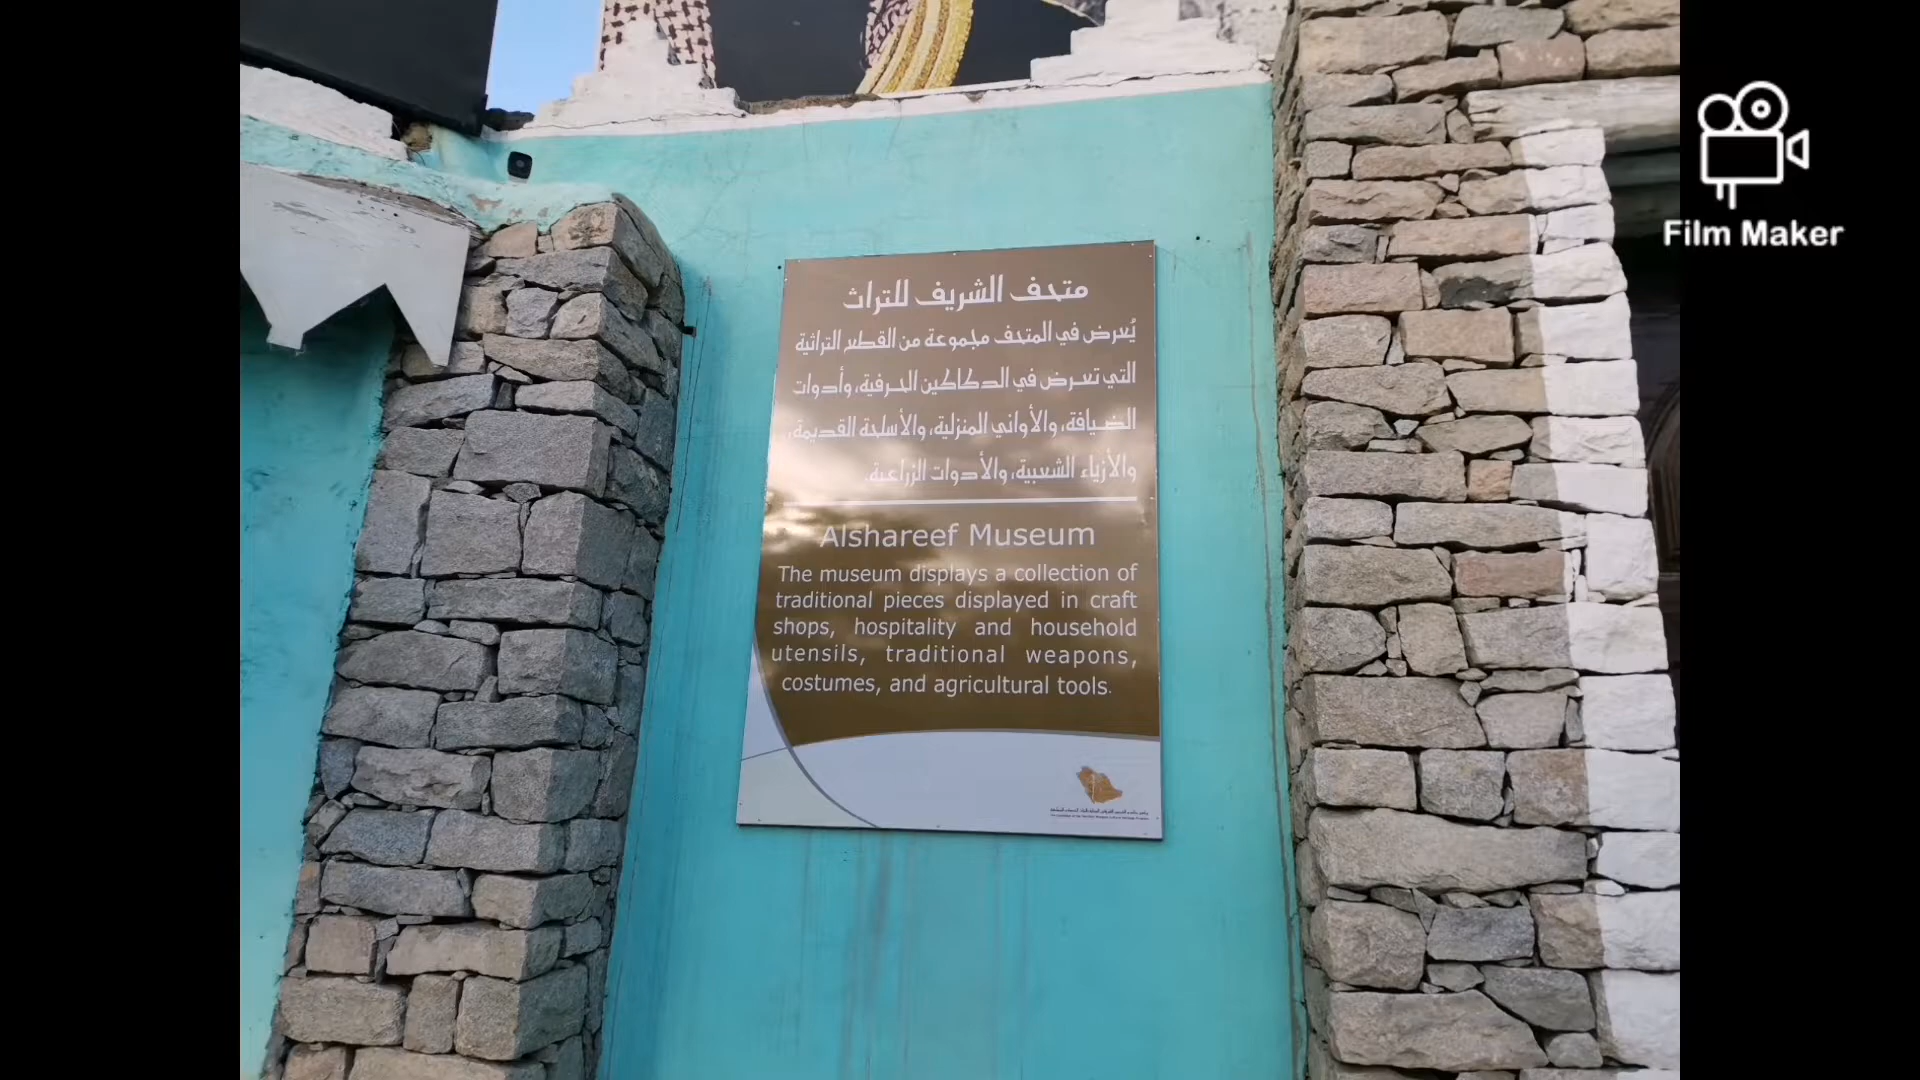 متحف الشريف للتراث
يُعرض في المتحف مجموعة من القطع التراثية
التي تعرض في الدكاكين الحرفية، وأدوات
الضيافة، والأواني المنزلية، والأسلحة القديمة،
والأزياء الشعبية، والأدوات الزراعية.
Alshareef Museum
The museum displays a collection of
traditional pieces displayed in craft
shops, hospitality and household
utensils, traditional weapons,
costumes, and agricultural tools.
Film Maker